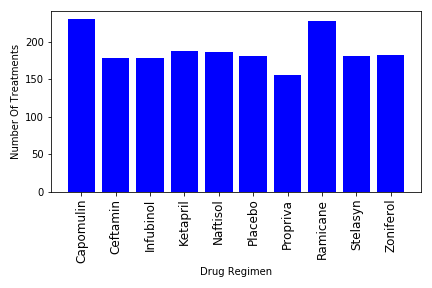 Number Of Treatments
200
150
100
50
0
Capomulin
Ceftamin
Infubinol
Ketapril
Naftisol
Placebo
Propriva
Ramicane
Stelasyn
Zoniferol
Drug Regimen